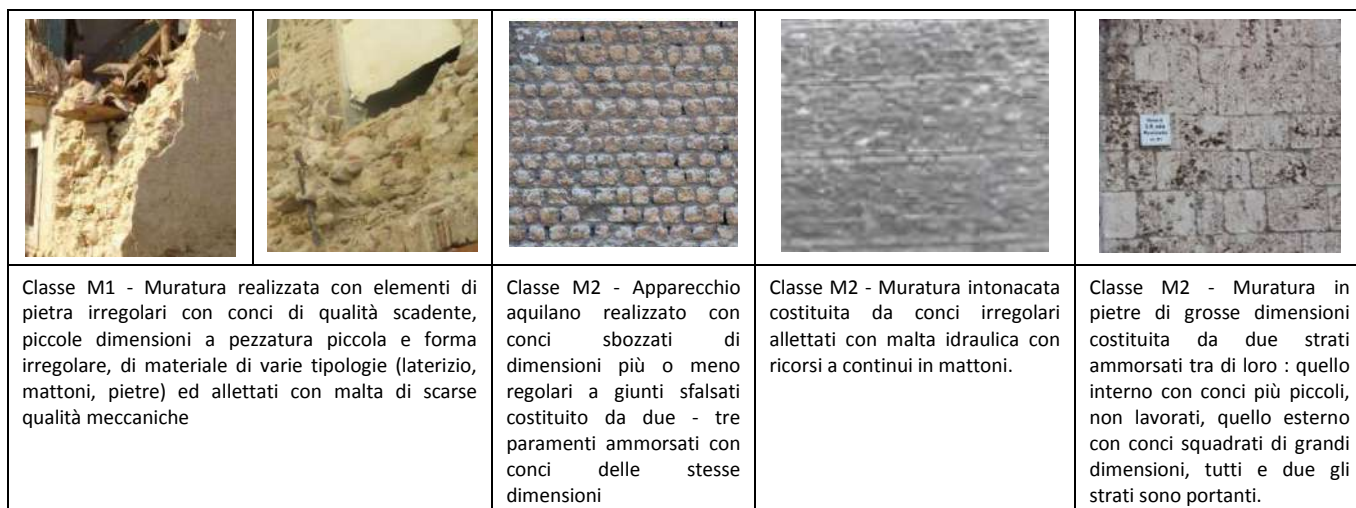 Classe M1 - Muratura realizzata con elementi di
pietra irregolari con conci di qualità scadente,
piccole dimensioni a pezzatura piccola e forma
irregolare, di materiale di varie tipologie (laterizio,
mattoni, pietre) ed allettati con malta di scarse
qualità meccaniche
Classe M2 - Apparecchio
aquilano realizzato con
conci sbozzati di
dimensioni più o meno
regolari a giunti sfalsati
costituito da due - tre
paramenti ammorsati con
conci delle stesse
dimensioni
Classe M2 - Muratura intonacata
costituita da conci irregolari
allettati con malta idraulica con
ricorsi a continui in mattoni.
Classe M2 - Muratura in
pietre di grosse dimensioni
costituita da due strati
ammorsati tra di loro : quello
interno con conci più piccoli,
non lavorati, quello esterno
con conci squadrati di grandi
dimensioni, tutti e due gli
strati sono portanti.